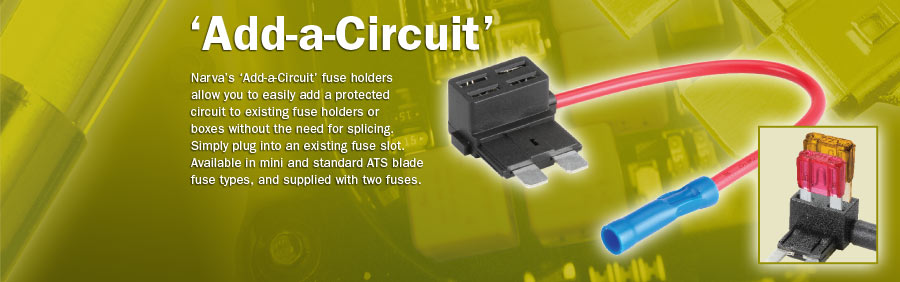 ‘Add-a-Circuit’
Narva's ‘Add-a-Circuit’ fuse holders
allow you to easily add a protected
circuit to existing fuse holders or
boxes without the need for splicing.
Simply plug into an existing fuse slot.
Available in mini and standard ATS blade
fuse types, and supplied with two fuses.